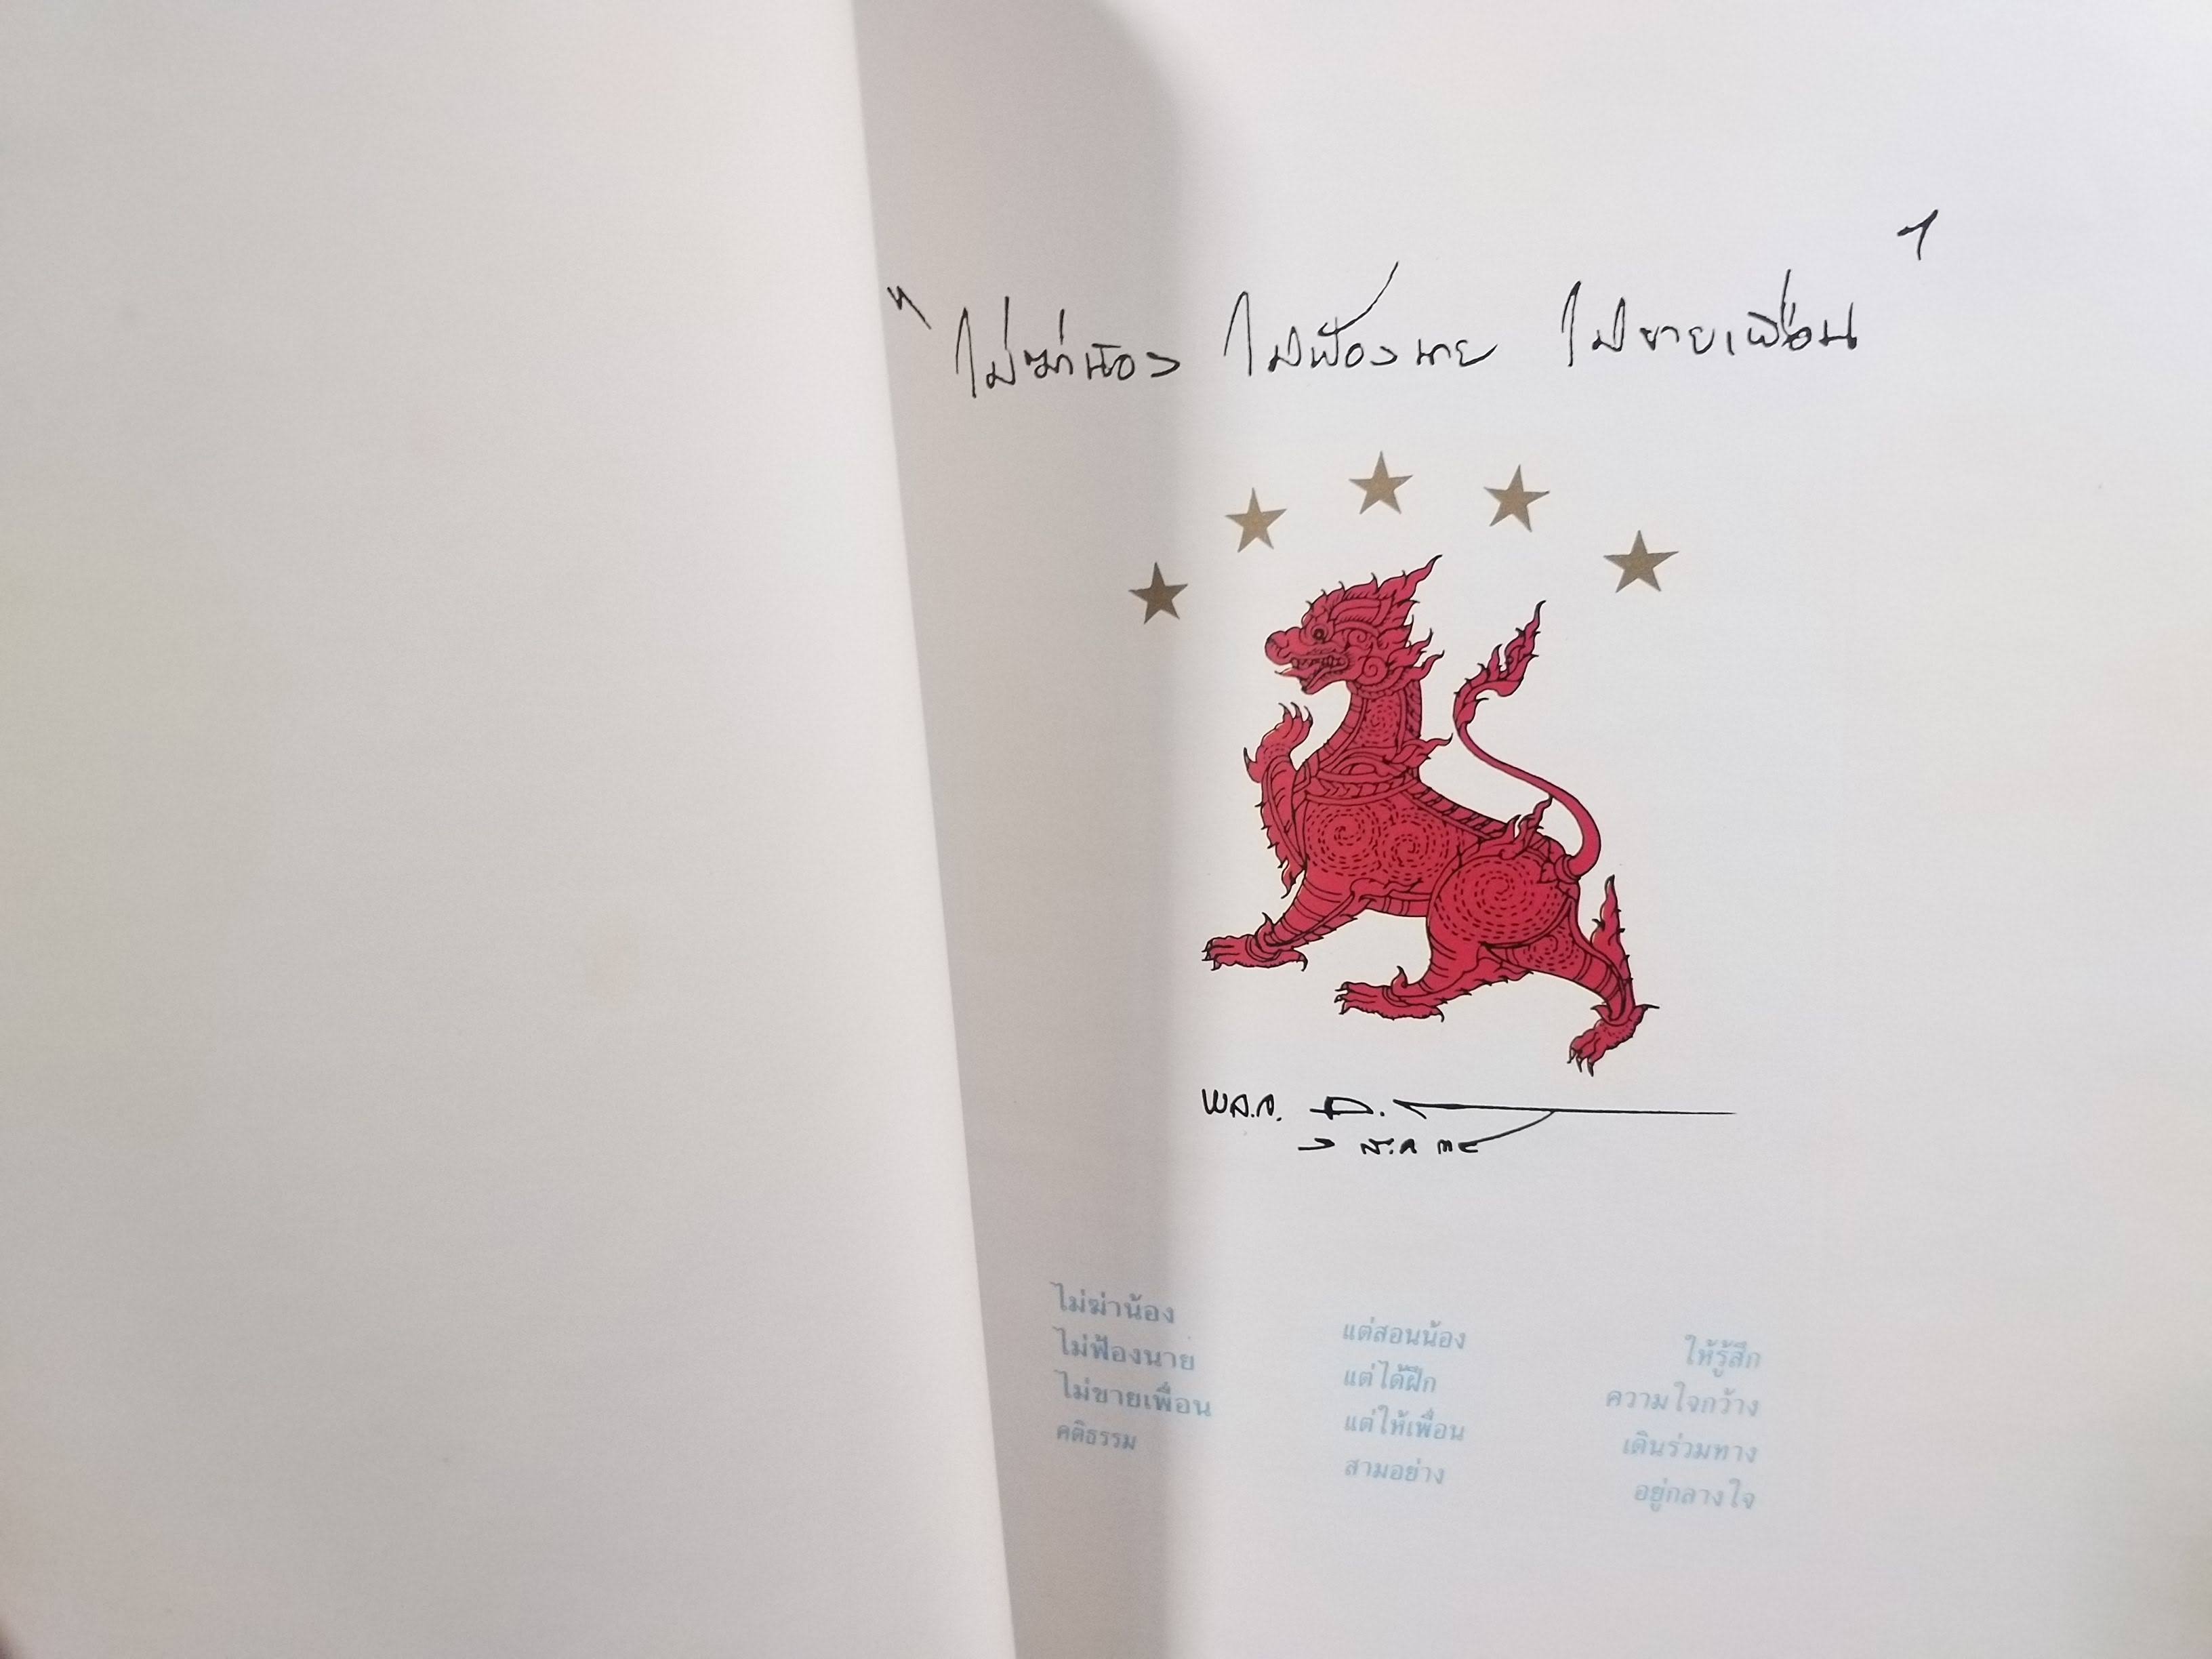 "ไม่ฆ่าน้อง ไม่ฟ้องนาย ไม่ขายเพื่อน"
พล.อ.
ไม่ฆ่าน้อง แต่สอนน้อง ให้รู้สึก
ไม่ฟ้องนาย แต่ได้ฝึก ความใจกว้าง
ไม่ขายเพื่อน แต่ให้เพื่อน เดินร่วมทาง
คติธรรม สามอย่าง อยู่กลางใจ